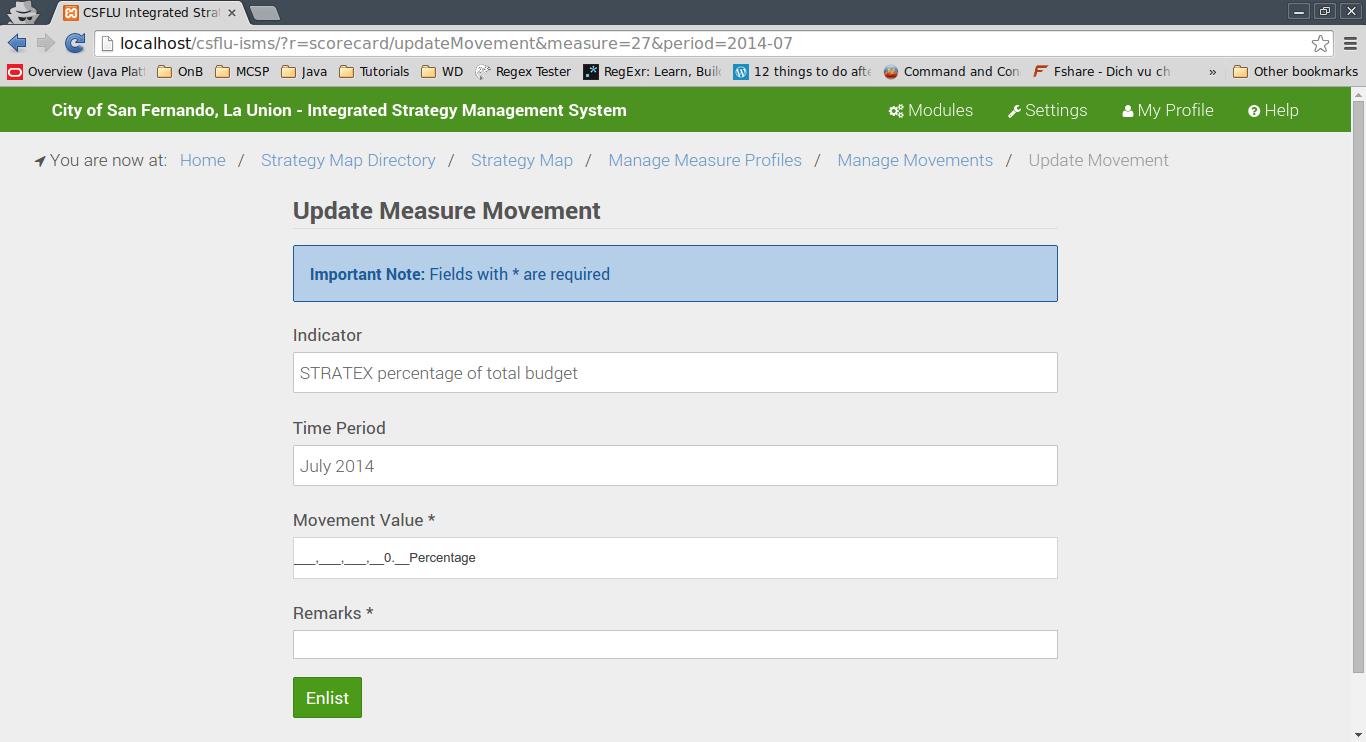 CSFLU Integrated Stra
localhost/csflu-isms/?r=scorecard/updateMovement&measure=27&period=2014-07
Overview (Java Plat OnB MCSP Java Tutorials WD Regex Tester RegExr: Learn, Buil 12 things to do afte Command and Con Fshare - Dich vu ch » Other bookmarks
City of San Fernando, La Union - Integrated Strategy Management System Modules Settings My Profile Help
You are now at: Home / Strategy Map Directory / Strategy Map / Manage Measure Profiles / Manage Movements / Update Movement
Update Measure Movement
Important Note: Fields with * are required
Indicator
STRATEX percentage of total budget
Time Period
July 2014
Movement Value *
___,___,___,__0.__Percentage
Remarks *
Enlist